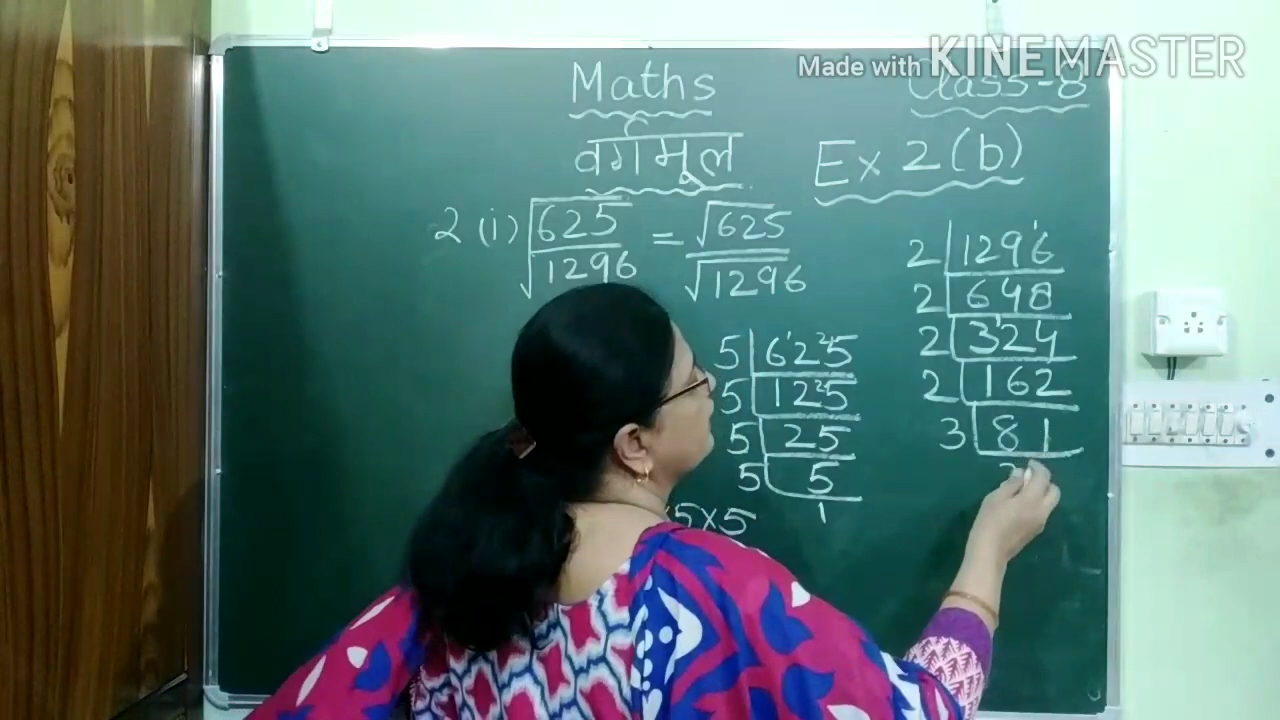 Made with KINEMASTER
Maths
Class-8
वर्गमूल
Ex 2(b)
2 (i) √625/1296 = √625/√1296
5 | 625
5 | 125
5 | 25
5 | 5
1
5×5
2 | 1296
2 | 648
2 | 324
2 | 162
3 | 81
2